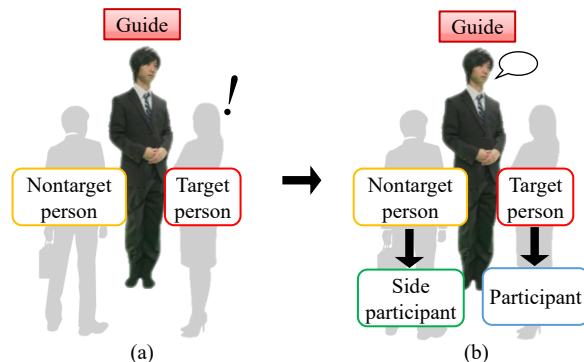 Guide
!
Nontarget
person
Target
person
(a)
Guide
Nontarget
person
Target
person
Side
participant
Participant
(b)